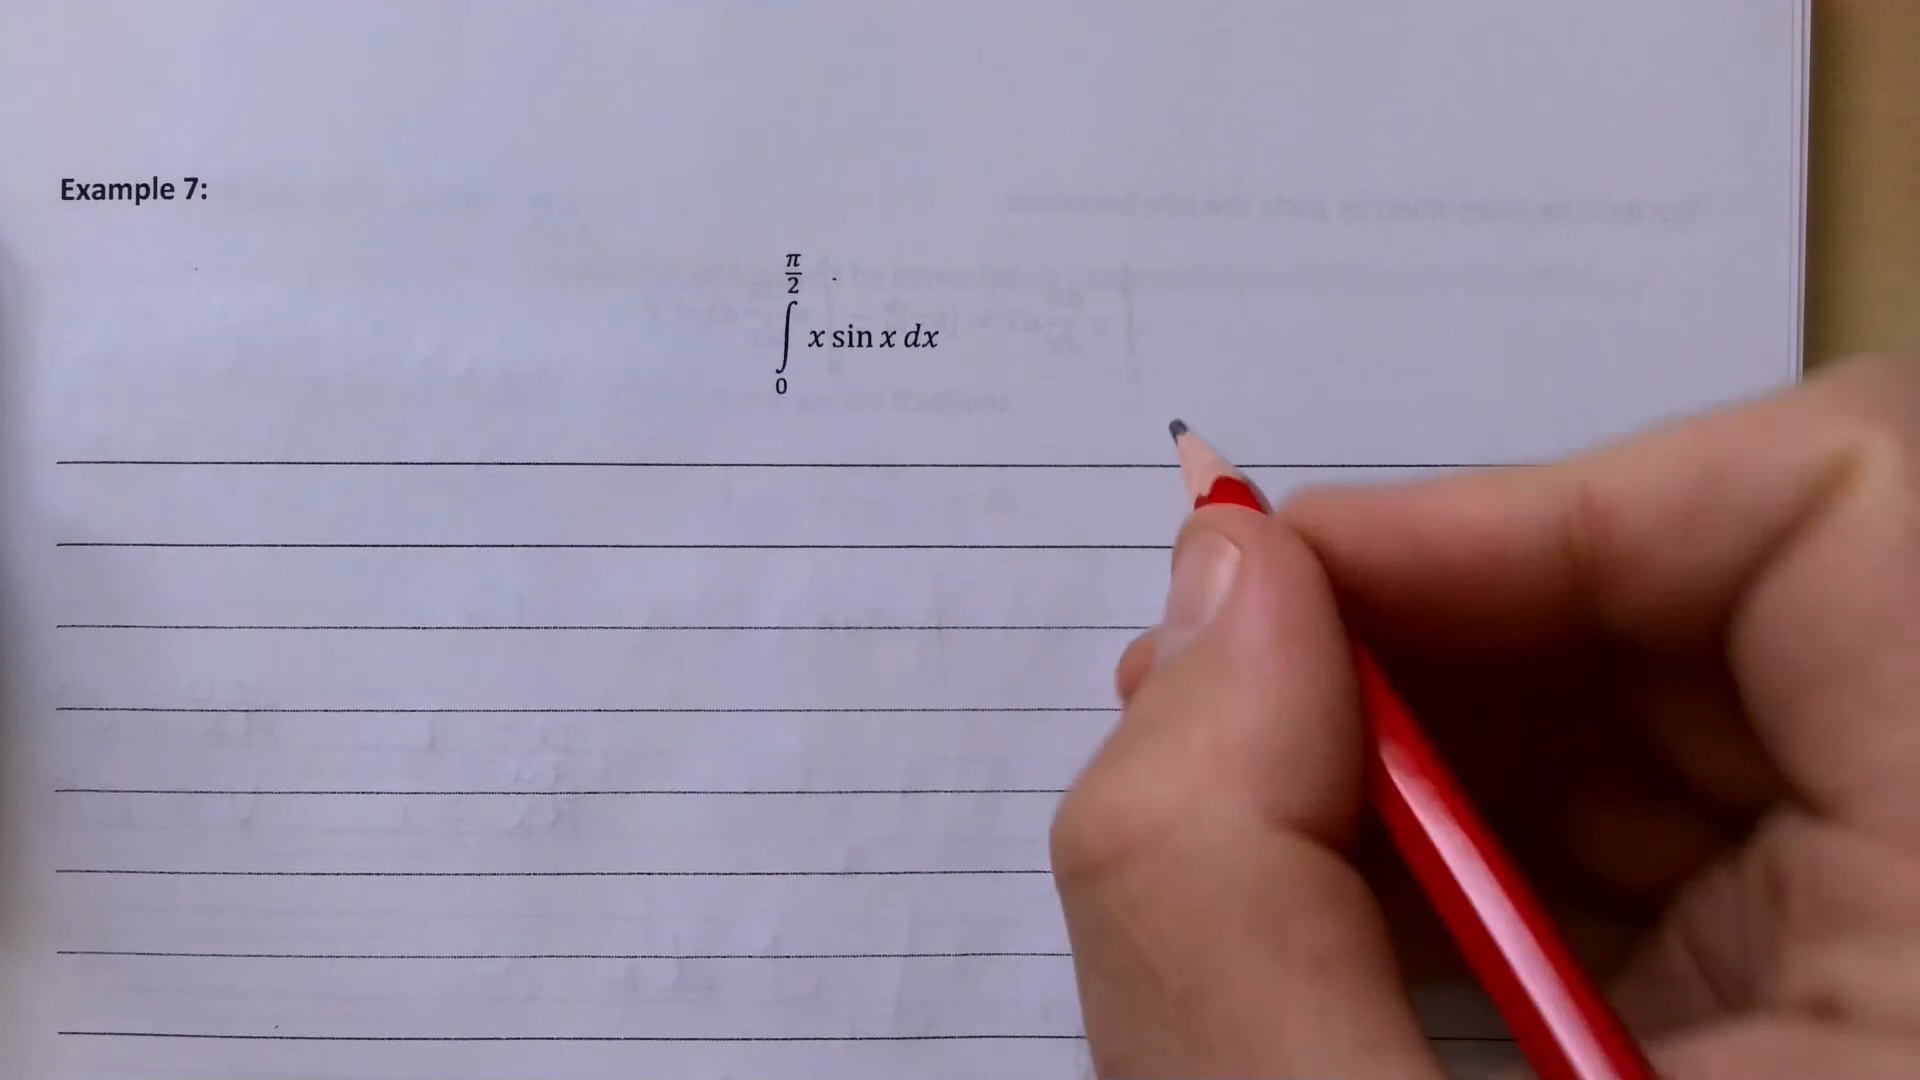 Example 7:
π/2
∫ x sin x dx
0